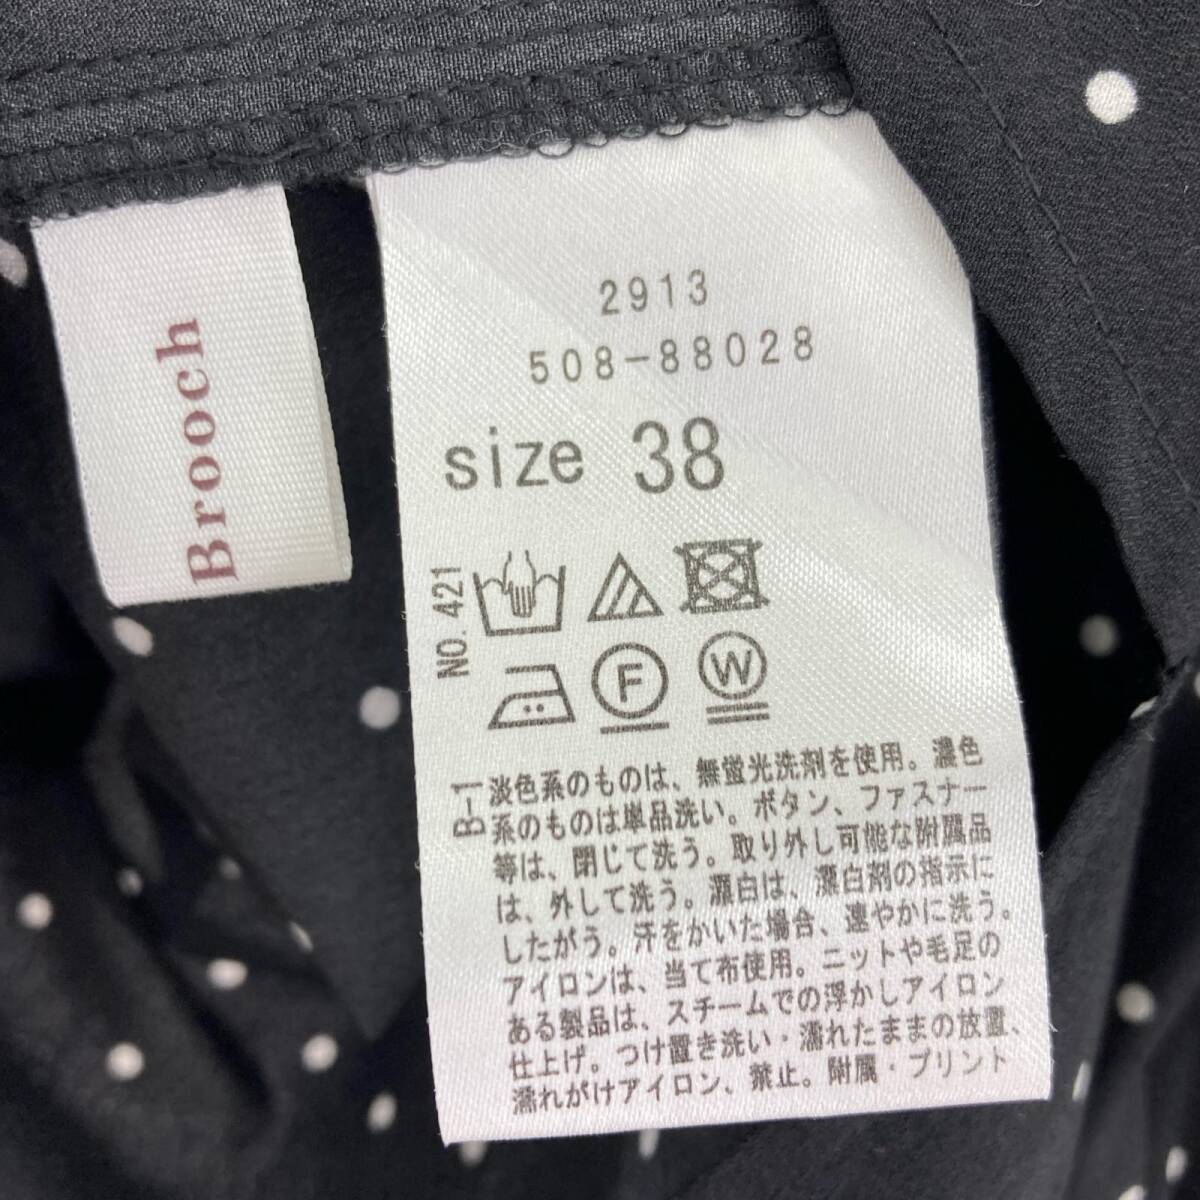 Brooch
2913
508-88028
size 38
NO.421
F
W
B-1
淡色系のものは、無蛍光洗剤を使用。濃色
系のものは単品洗い。ボタン、ファスナー
等は、閉じて洗う。取り外し可能な附属品
は、外して洗う。漂白は、漂白剤の指示に
したがう。汗をかいた場合、速やかに洗う。
アイロンは、当て布使用。ニットや毛足の
ある製品は、スチームでの浮かしアイロン
仕上げ。つけ置き洗い・濡れたままの放置、
濡れがけアイロン、禁止。附属・プリント